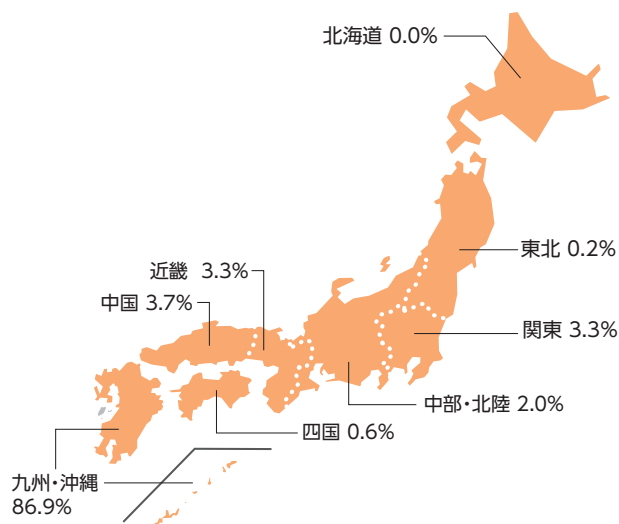 北海道 0.0%
東北 0.2%
近畿 3.3%
中国 3.7%
関東 3.3%
中部・北陸 2.0%
四国 0.6%
九州・沖縄
86.9%